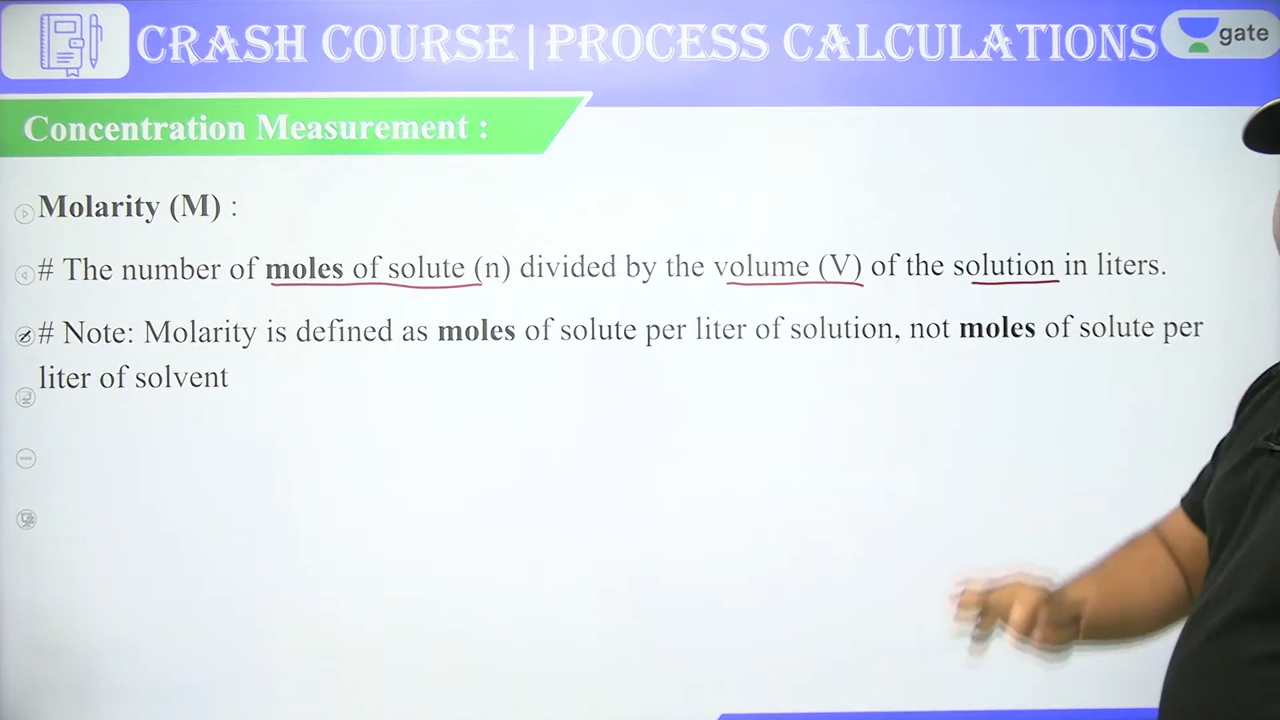 CRASH COURSE|PROCESS CALCULATIONS
gate
Concentration Measurement :
Molarity (M) :
# The number of moles of solute (n) divided by the volume (V) of the solution in liters.
# Note: Molarity is defined as moles of solute per liter of solution, not moles of solute per
liter of solvent